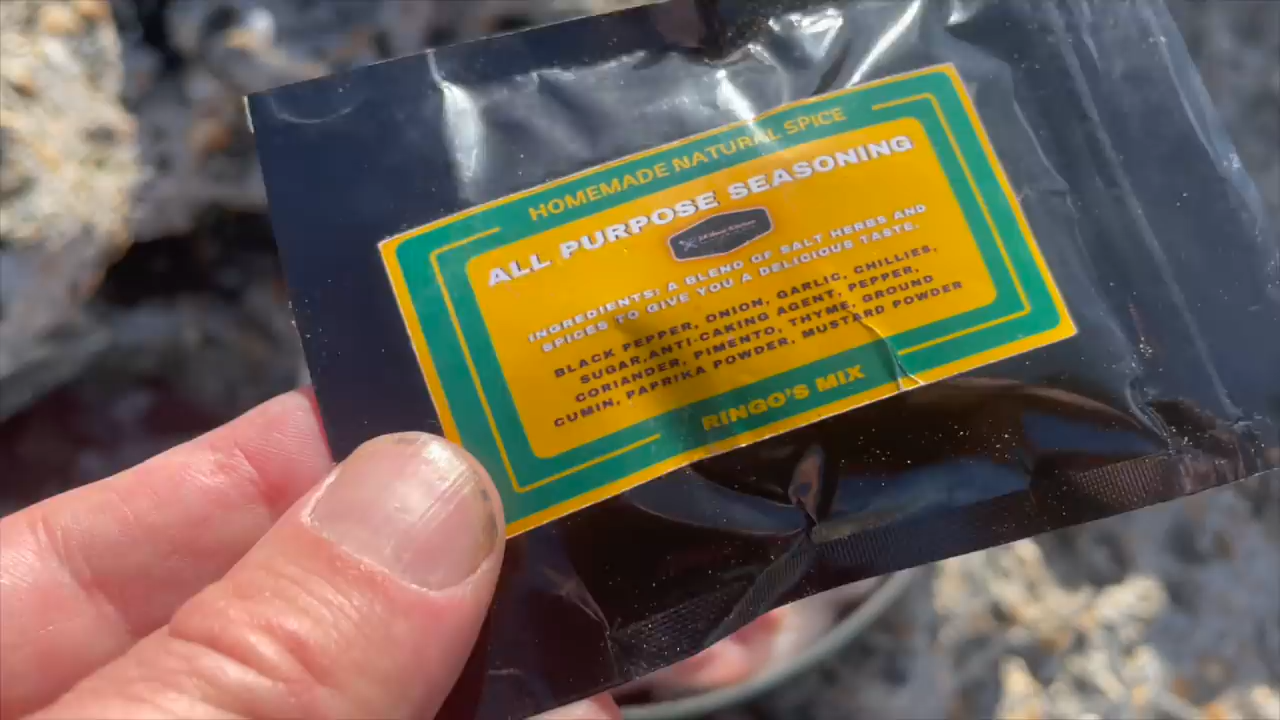 HOMEMADE NATURAL SPICE
ALL PURPOSE SEASONING
INGREDIENTS: A BLEND OF SALT HERBS AND
SPICES TO GIVE YOU A DELICIOUS TASTE.
BLACK PEPPER, ONION, GARLIC, CHILLIES,
SUGAR,ANTI-CAKING AGENT, PEPPER,
CORIANDER, PIMENTO, THYME, GROUND
CUMIN, PAPRIKA POWDER, MUSTARD POWDER
RINGO'S MIX